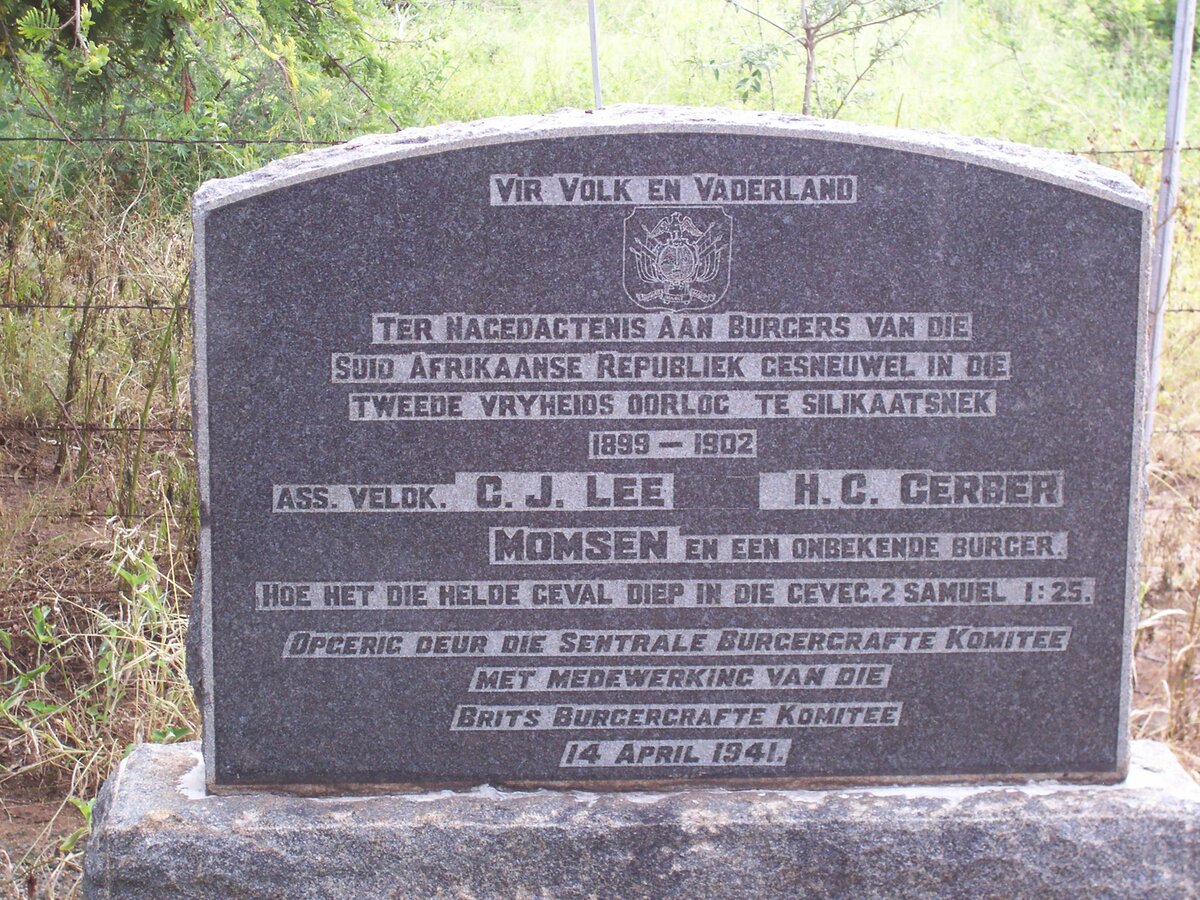 VIR VOLK EN VADERLAND
TER NAGEDACTENIS AAN BURGERS VAN DIE
SUID AFRIKAANSE REPUBLIEK GESNEUWEL IN DIE
TWEEDE VRYHEIDS OORLOG TE SILIKAATSNEK
1899 — 1902
ASS. VELDK. C. J. LEE H. C. GERBER
MOMSEN EN EEN ONBEKENDE BURGER.
HOE HET DIE HELDE GEVAL DIEP IN DIE GEVEG. 2 SAMUEL 1:25.
OPGERIG DEUR DIE SENTRALE BURGERGRAFTE KOMITEE
MET MEDEWERKING VAN DIE
BRITS BURGERGRAFTE KOMITEE
14 APRIL 1941.